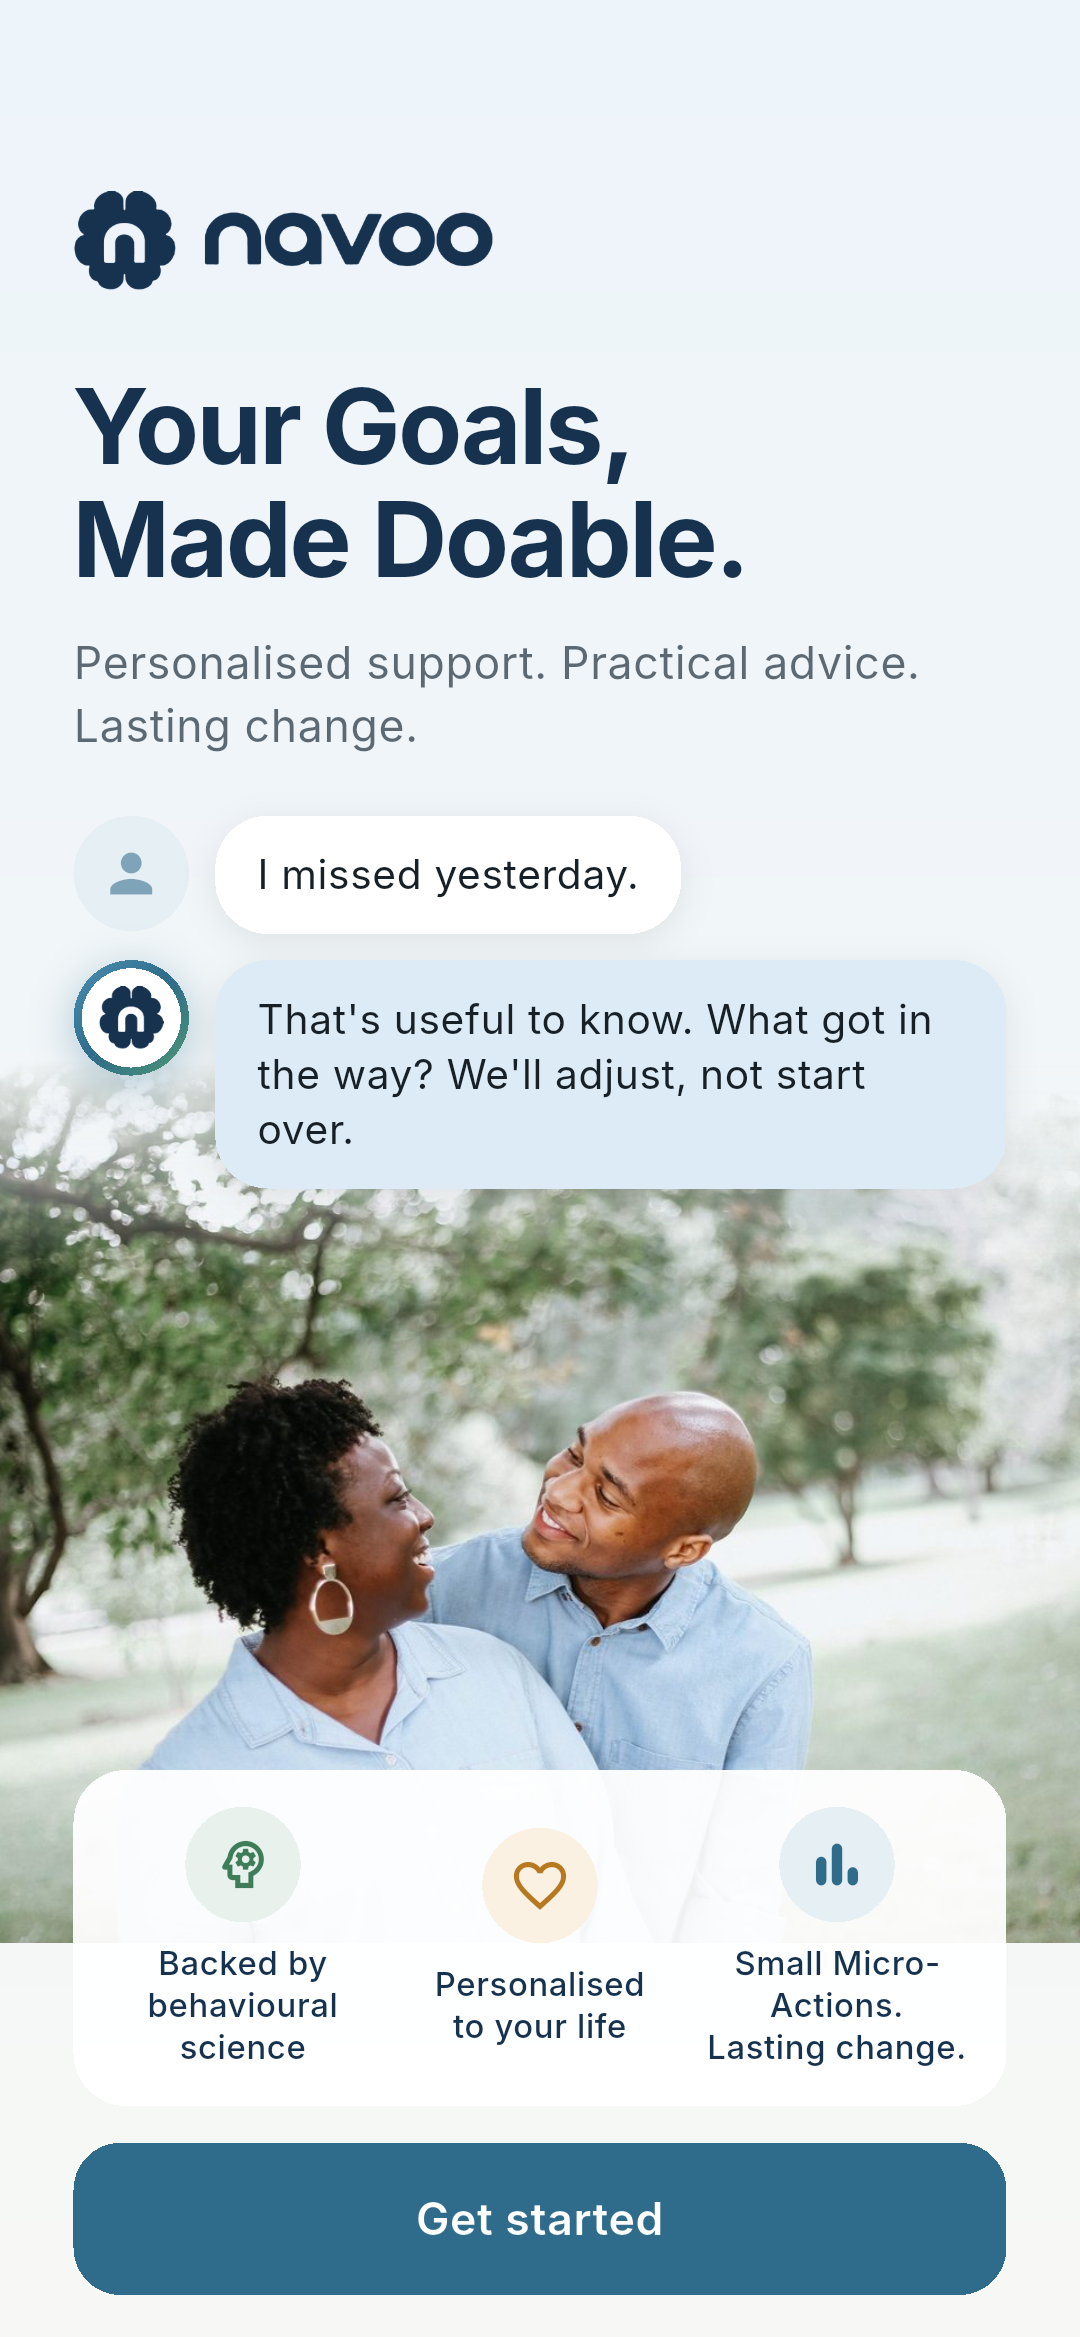 navoo
Your Goals,
Made Doable.
Personalised support. Practical advice.
Lasting change.
I missed yesterday.
That's useful to know. What got in
the way? We'll adjust, not start
over.
Backed by
behavioural
science
Personalised
to your life
Small Micro-
Actions.
Lasting change.
Get started